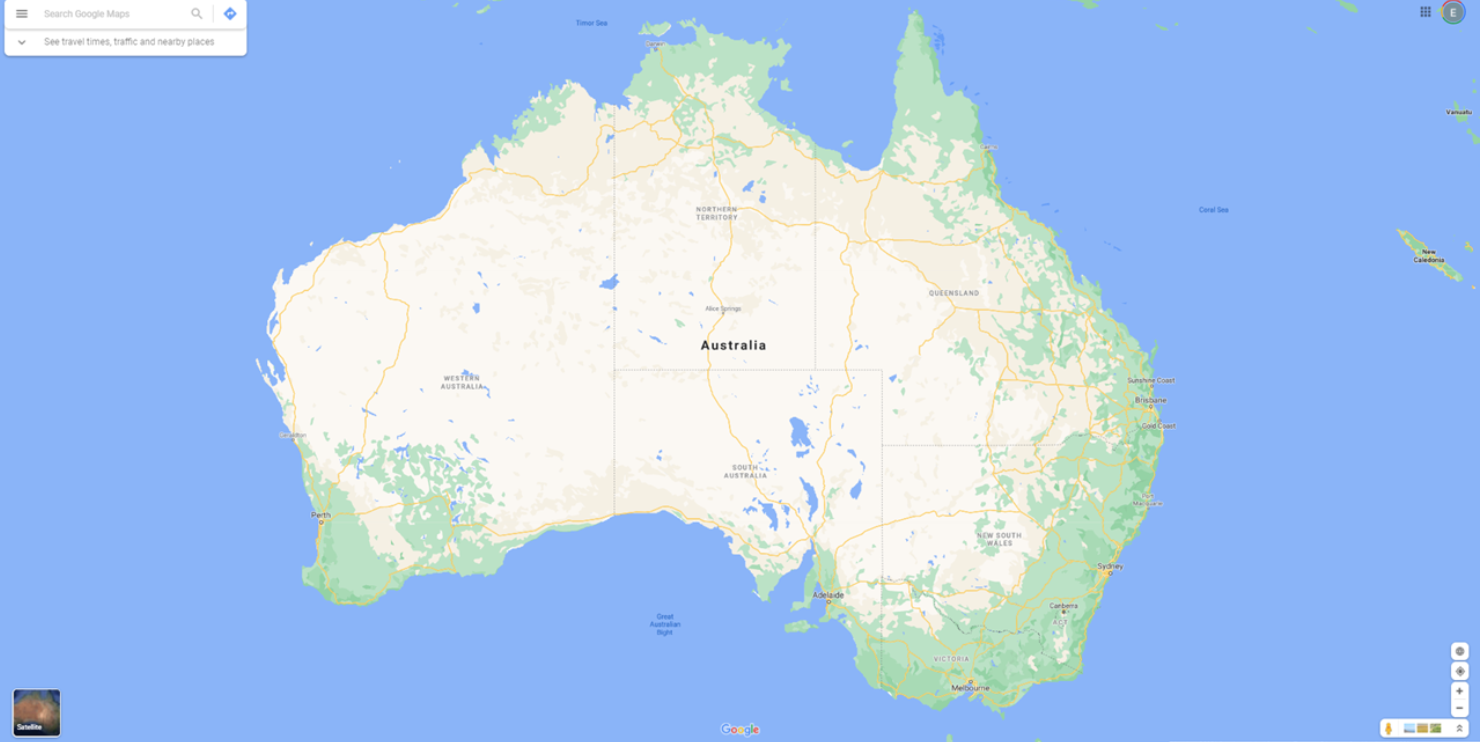 Search Google Maps
See travel times, traffic and nearby places
E
Timor Sea
Darwin
Vanuatu
Cairns
Coral Sea
NORTHERN
TERRITORY
New
Caledonia
QUEENSLAND
Alice Springs
Australia
WESTERN
AUSTRALIA
Sunshine Coast
Brisbane
Gold Coast
Geraldton
SOUTH
AUSTRALIA
Port
Macquarie
Perth
NEW SOUTH
WALES
Sydney
Adelaide
Canberra
ACT
Great
Australian
Bight
VICTORIA
Melbourne
Satellite
Google